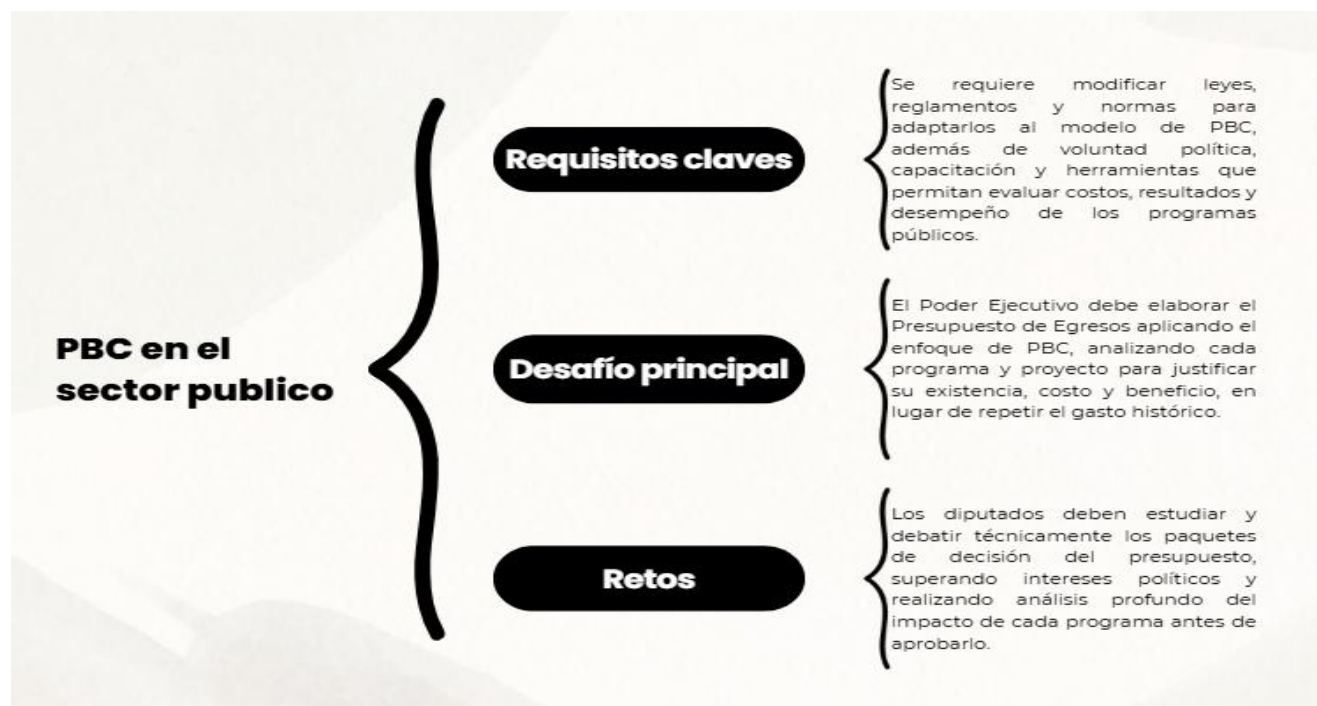 PBC en el
sector publico
Requisitos claves
Se requiere modificar leyes,
reglamentos y normas para
adaptarlos al modelo de PBC,
además de voluntad política,
capacitación y herramientas que
permitan evaluar costos, resultados y
desempeño de los programas
públicos.
Desafío principal
El Poder Ejecutivo debe elaborar el
Presupuesto de Egresos aplicando el
enfoque de PBC, analizando cada
programa y proyecto para justificar
su existencia, costo y beneficio, en
lugar de repetir el gasto histórico.
Retos
Los diputados deben estudiar y
debatir técnicamente los paquetes
de decisión del presupuesto,
superando intereses políticos y
realizando análisis profundo del
impacto de cada programa antes de
aprobarlo.